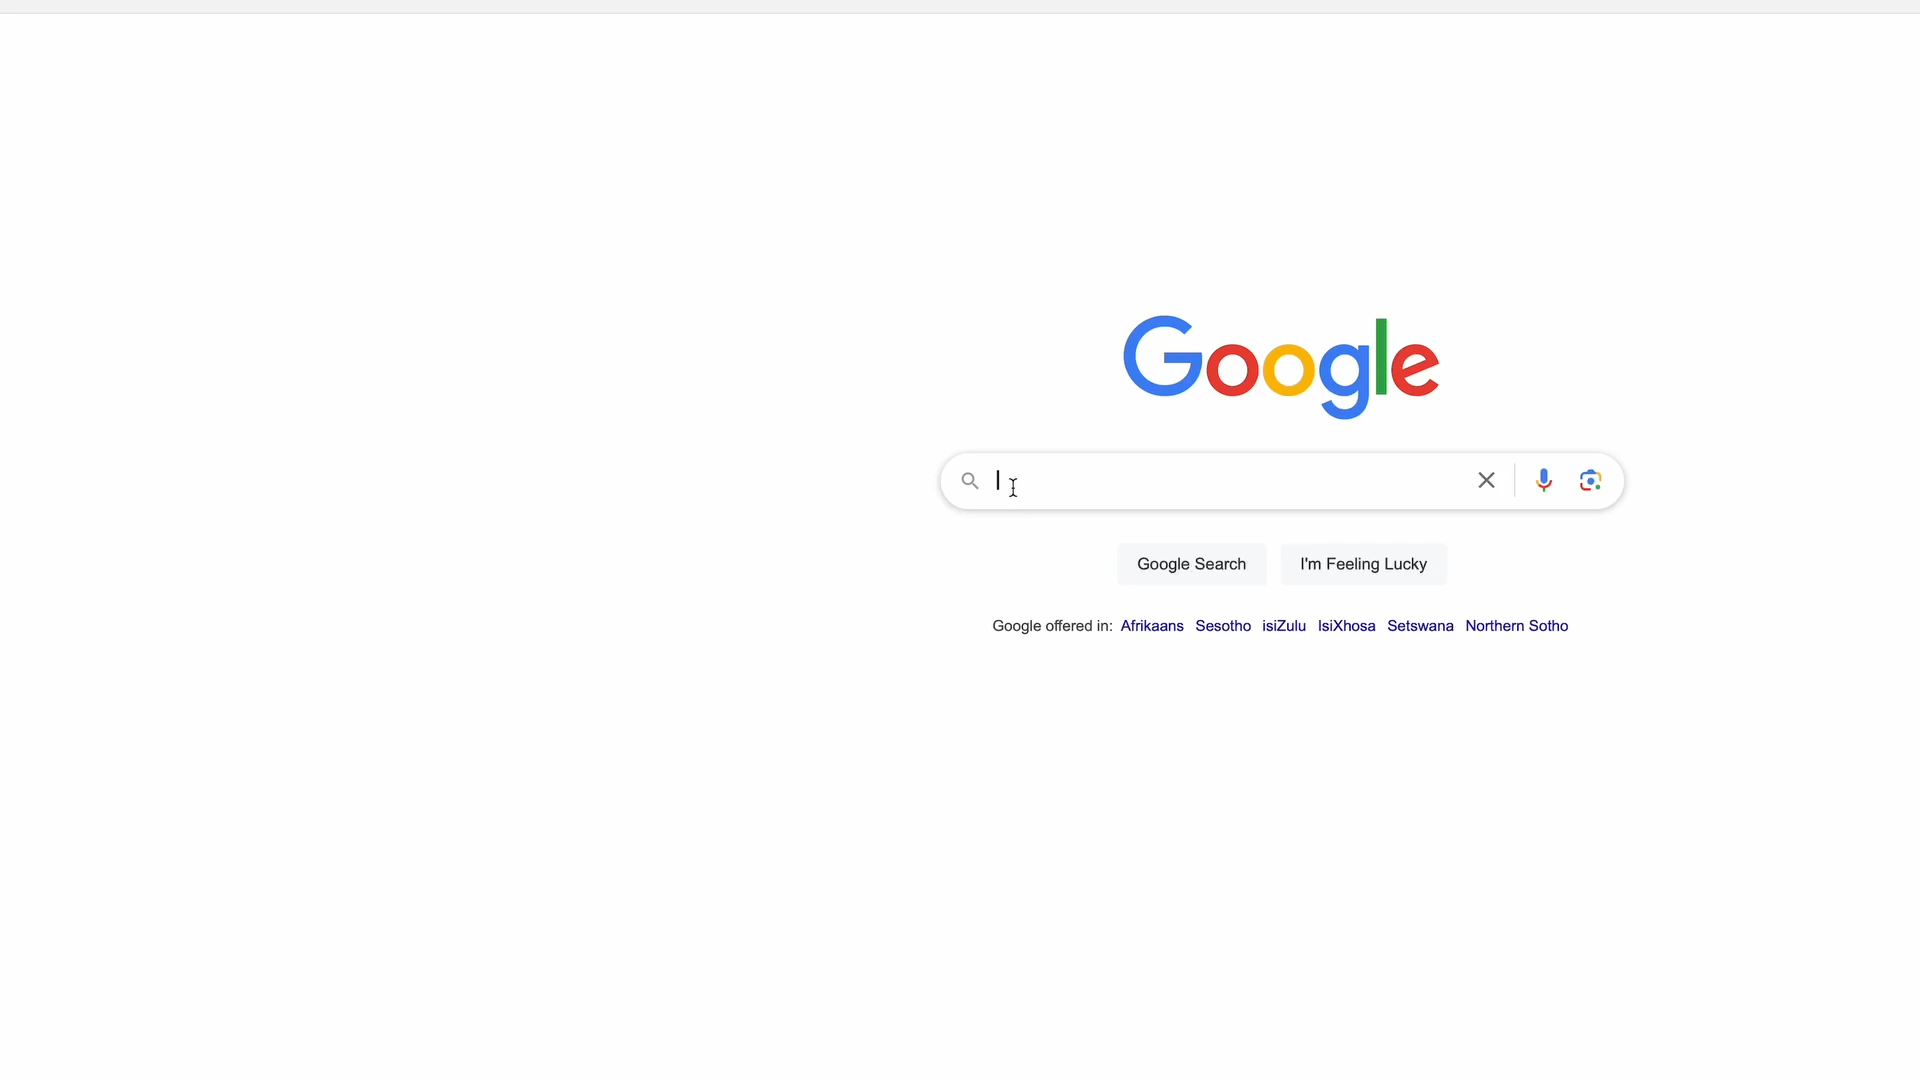 Google
Google Search I'm Feeling Lucky
Google offered in: Afrikaans Sesotho isiZulu IsiXhosa Setswana Northern Sotho